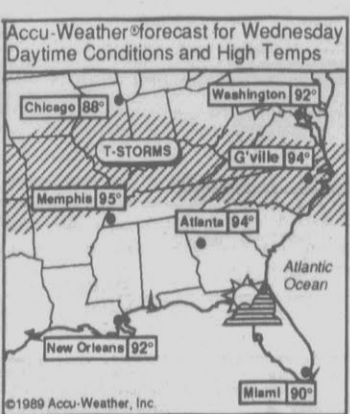 Accu-Weather® forecast for Wednesday
Daytime Conditions and High Temps
Chicago 88°
Washington 92°
T-STORMS
G'ville 94°
Memphis 95°
Atlanta 94°
Atlantic
Ocean
New Orleans 92°
Miami 90°
©1989 Accu-Weather, Inc.